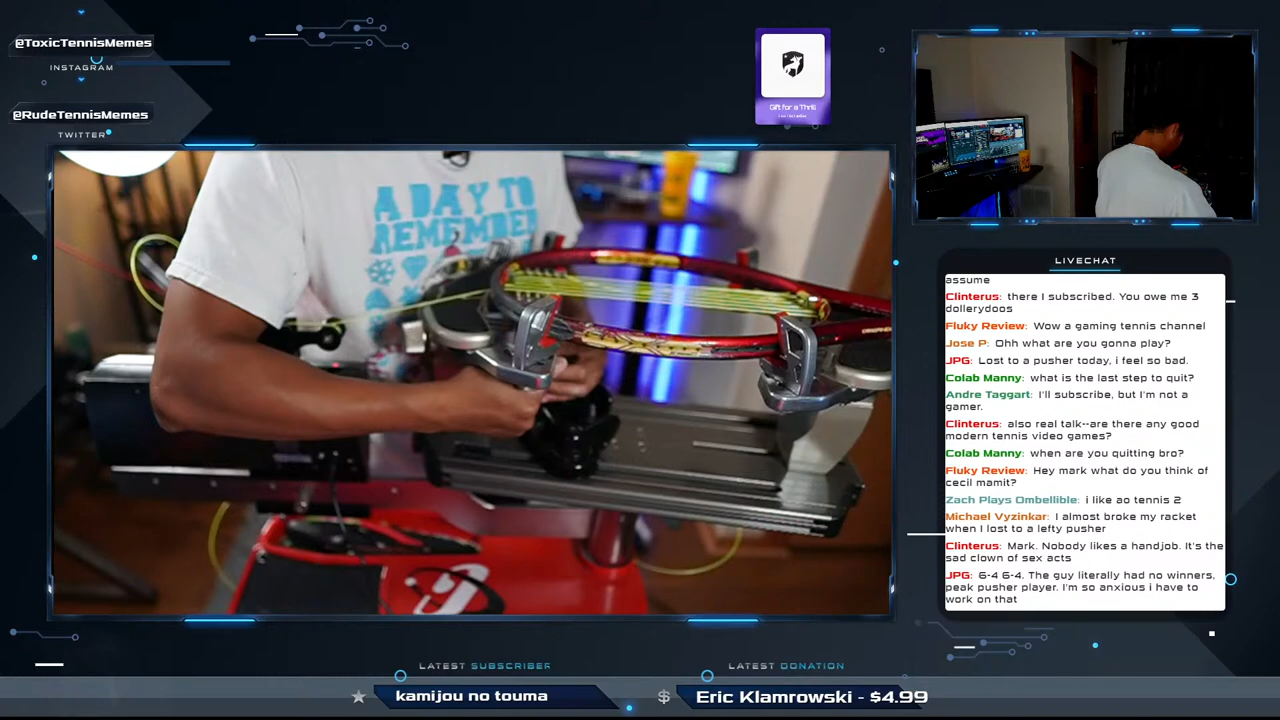 @ToxicTennisMemes
INSTAGRAM
@RudeTennisMemes
TWITTER
Gift for a Thrill
A DAY TO
REMEMBER
LIVECHAT
assume
Clinterus: there I subscribed. You owe me 3
dollerydoos
Fluky Review: Wow a gaming tennis channel
Jose P: Ohh what are you gonna play?
JPG: Lost to a pusher today, i feel so bad.
Colab Manny: what is the last step to quit?
Andre Taggart: I'll subscribe, but I'm not a
gamer.
Clinterus: also real talk--are there any good
modern tennis video games?
Colab Manny: when are you quitting bro?
Fluky Review: Hey mark what do you think of
cecil mamit?
Zach Plays Ombellible: i like ao tennis 2
Michael Vyzinkar: I almost broke my racket
when I lost to a lefty pusher
Clinterus: Mark. Nobody likes a handjob. It's the
sad clown of sex acts
JPG: 6-4 6-4. The guy literally had no winners,
peak pusher player. I'm so anxious i have to
work on that
LATEST SUBSCRIBER
kamijou no touma
LATEST DONATION
$ Eric Klamrowski - $4.99